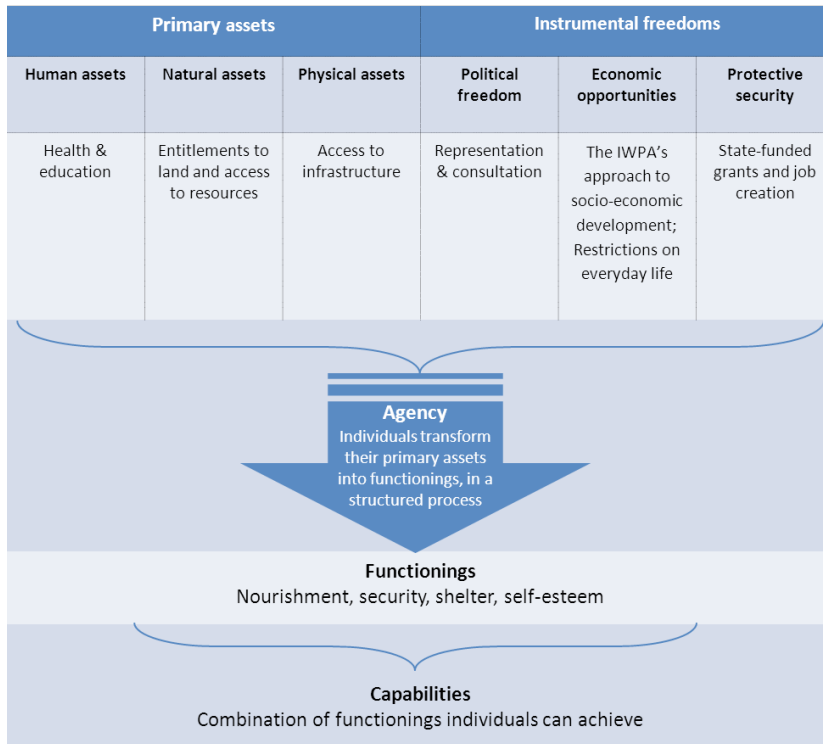 Primary assets
Instrumental freedoms
Human assets
Natural assets
Physical assets
Political
freedom
Economic
opportunities
Protective
security
Health &
education
Entitlements to
land and access
to resources
Access to
infrastructure
Representation
& consultation
The IWPA’s
approach to
socio-economic
development;
Restrictions on
everyday life
State-funded
grants and job
creation
Agency
Individuals transform
their primary assets
into functionings, in a
structured process
Functionings
Nourishment, security, shelter, self-esteem
Capabilities
Combination of functionings individuals can achieve